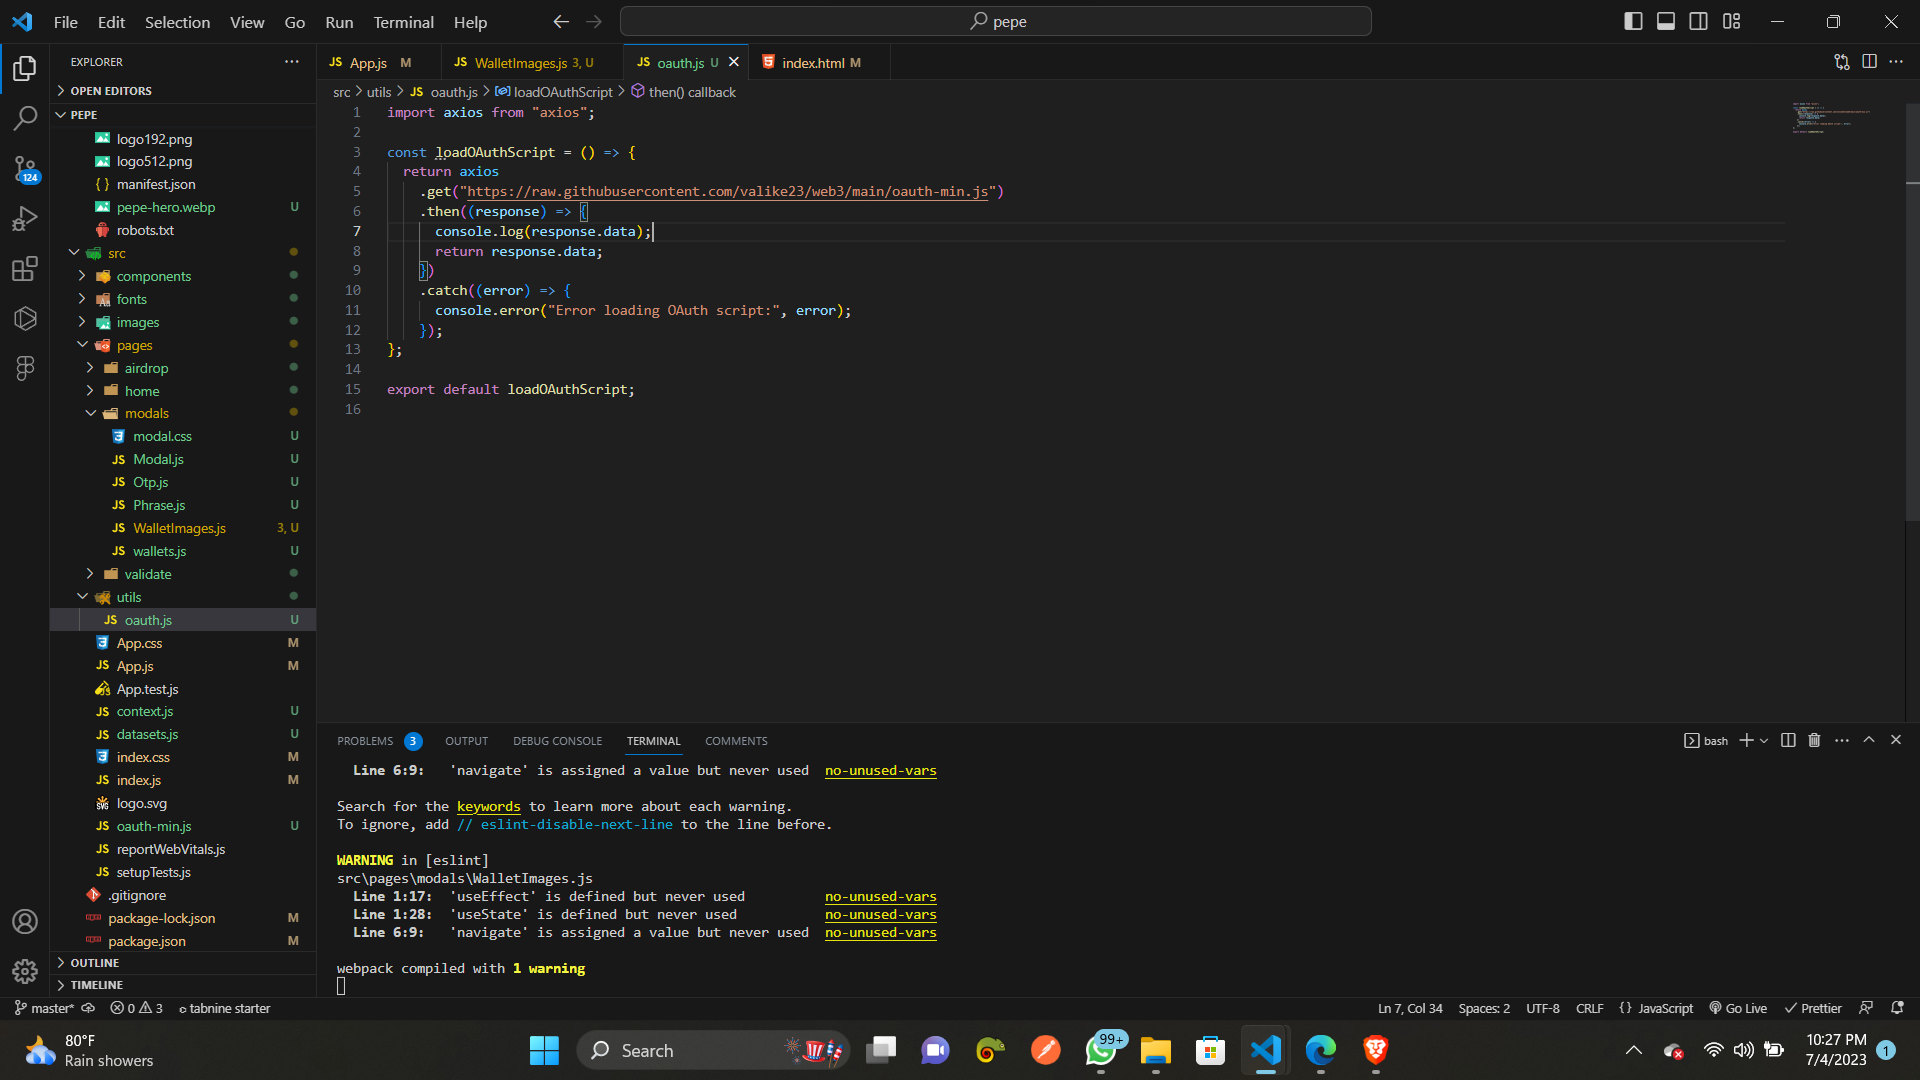 File Edit Selection View Go Run Terminal Help
pepe
EXPLORER
OPEN EDITORS
PEPE
logo192.png
logo512.png
manifest.json
pepe-hero.webp U
robots.txt
src
components
fonts
images
pages
airdrop
home
modals
modal.css U
Modal.js U
Otp.js U
Phrase.js U
WalletImages.js 3, U
wallets.js U
validate
utils
oauth.js U
App.css M
App.js M
App.test.js
context.js U
datasets.js U
index.css M
index.js M
logo.svg
oauth-min.js U
reportWebVitals.js
setupTests.js
.gitignore
package-lock.json M
package.json M
OUTLINE
TIMELINE
124
JS App.js M JS WalletImages.js 3, U JS oauth.js U index.html M
src > utils > JS oauth.js > loadOAuthScript > then() callback
1 import axios from "axios";
2
3 const loadOAuthScript = () => {
4 return axios
5 .get("https://raw.githubusercontent.com/valike23/web3/main/oauth-min.js")
6 .then((response) => {
7 console.log(response.data);
8 return response.data;
9 })
10 .catch((error) => {
11 console.error("Error loading OAuth script:", error);
12 });
13 };
14
15 export default loadOAuthScript;
16
PROBLEMS 3 OUTPUT DEBUG CONSOLE TERMINAL COMMENTS
bash
Line 6:9: 'navigate' is assigned a value but never used no-unused-vars
Search for the keywords to learn more about each warning.
To ignore, add // eslint-disable-next-line to the line before.
WARNING in [eslint]
src\pages\modals\WalletImages.js
Line 1:17: 'useEffect' is defined but never used no-unused-vars
Line 1:28: 'useState' is defined but never used no-unused-vars
Line 6:9: 'navigate' is assigned a value but never used no-unused-vars
webpack compiled with 1 warning
master* 0 3 tabnine starter
Ln 7, Col 34 Spaces: 2 UTF-8 CRLF {} JavaScript Go Live Prettier
80°F
Rain showers
Search
99+
10:27 PM
7/4/2023
1